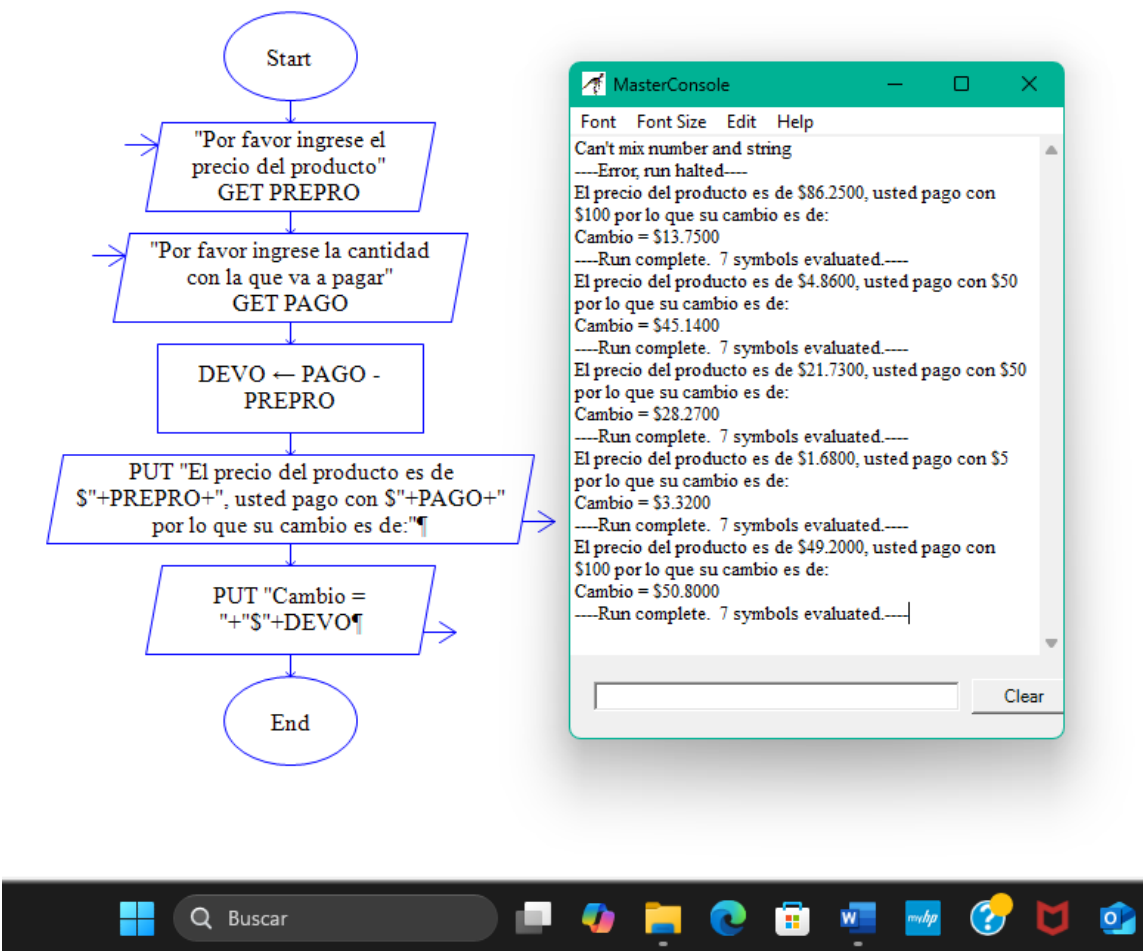 Start
"Por favor ingrese el
precio del producto"
GET PREPRO
"Por favor ingrese la cantidad
con la que va a pagar"
GET PAGO
DEVO ← PAGO -
PREPRO
PUT "El precio del producto es de
$"+PREPRO+", usted pago con $"+PAGO+"
por lo que su cambio es de:"¶
PUT "Cambio =
"+"$"+DEVO¶
End
MasterConsole
Font Font Size Edit Help
Can't mix number and string
----Error, run halted----
El precio del producto es de $86.2500, usted pago con
$100 por lo que su cambio es de:
Cambio = $13.7500
----Run complete. 7 symbols evaluated.----
El precio del producto es de $4.8600, usted pago con $50
por lo que su cambio es de:
Cambio = $45.1400
----Run complete. 7 symbols evaluated.----
El precio del producto es de $21.7300, usted pago con $50
por lo que su cambio es de:
Cambio = $28.2700
----Run complete. 7 symbols evaluated.----
El precio del producto es de $1.6800, usted pago con $5
por lo que su cambio es de:
Cambio = $3.3200
----Run complete. 7 symbols evaluated.----
El precio del producto es de $49.2000, usted pago con
$100 por lo que su cambio es de:
Cambio = $50.8000
----Run complete. 7 symbols evaluated.----
Clear
Buscar
W
myhp
?
O